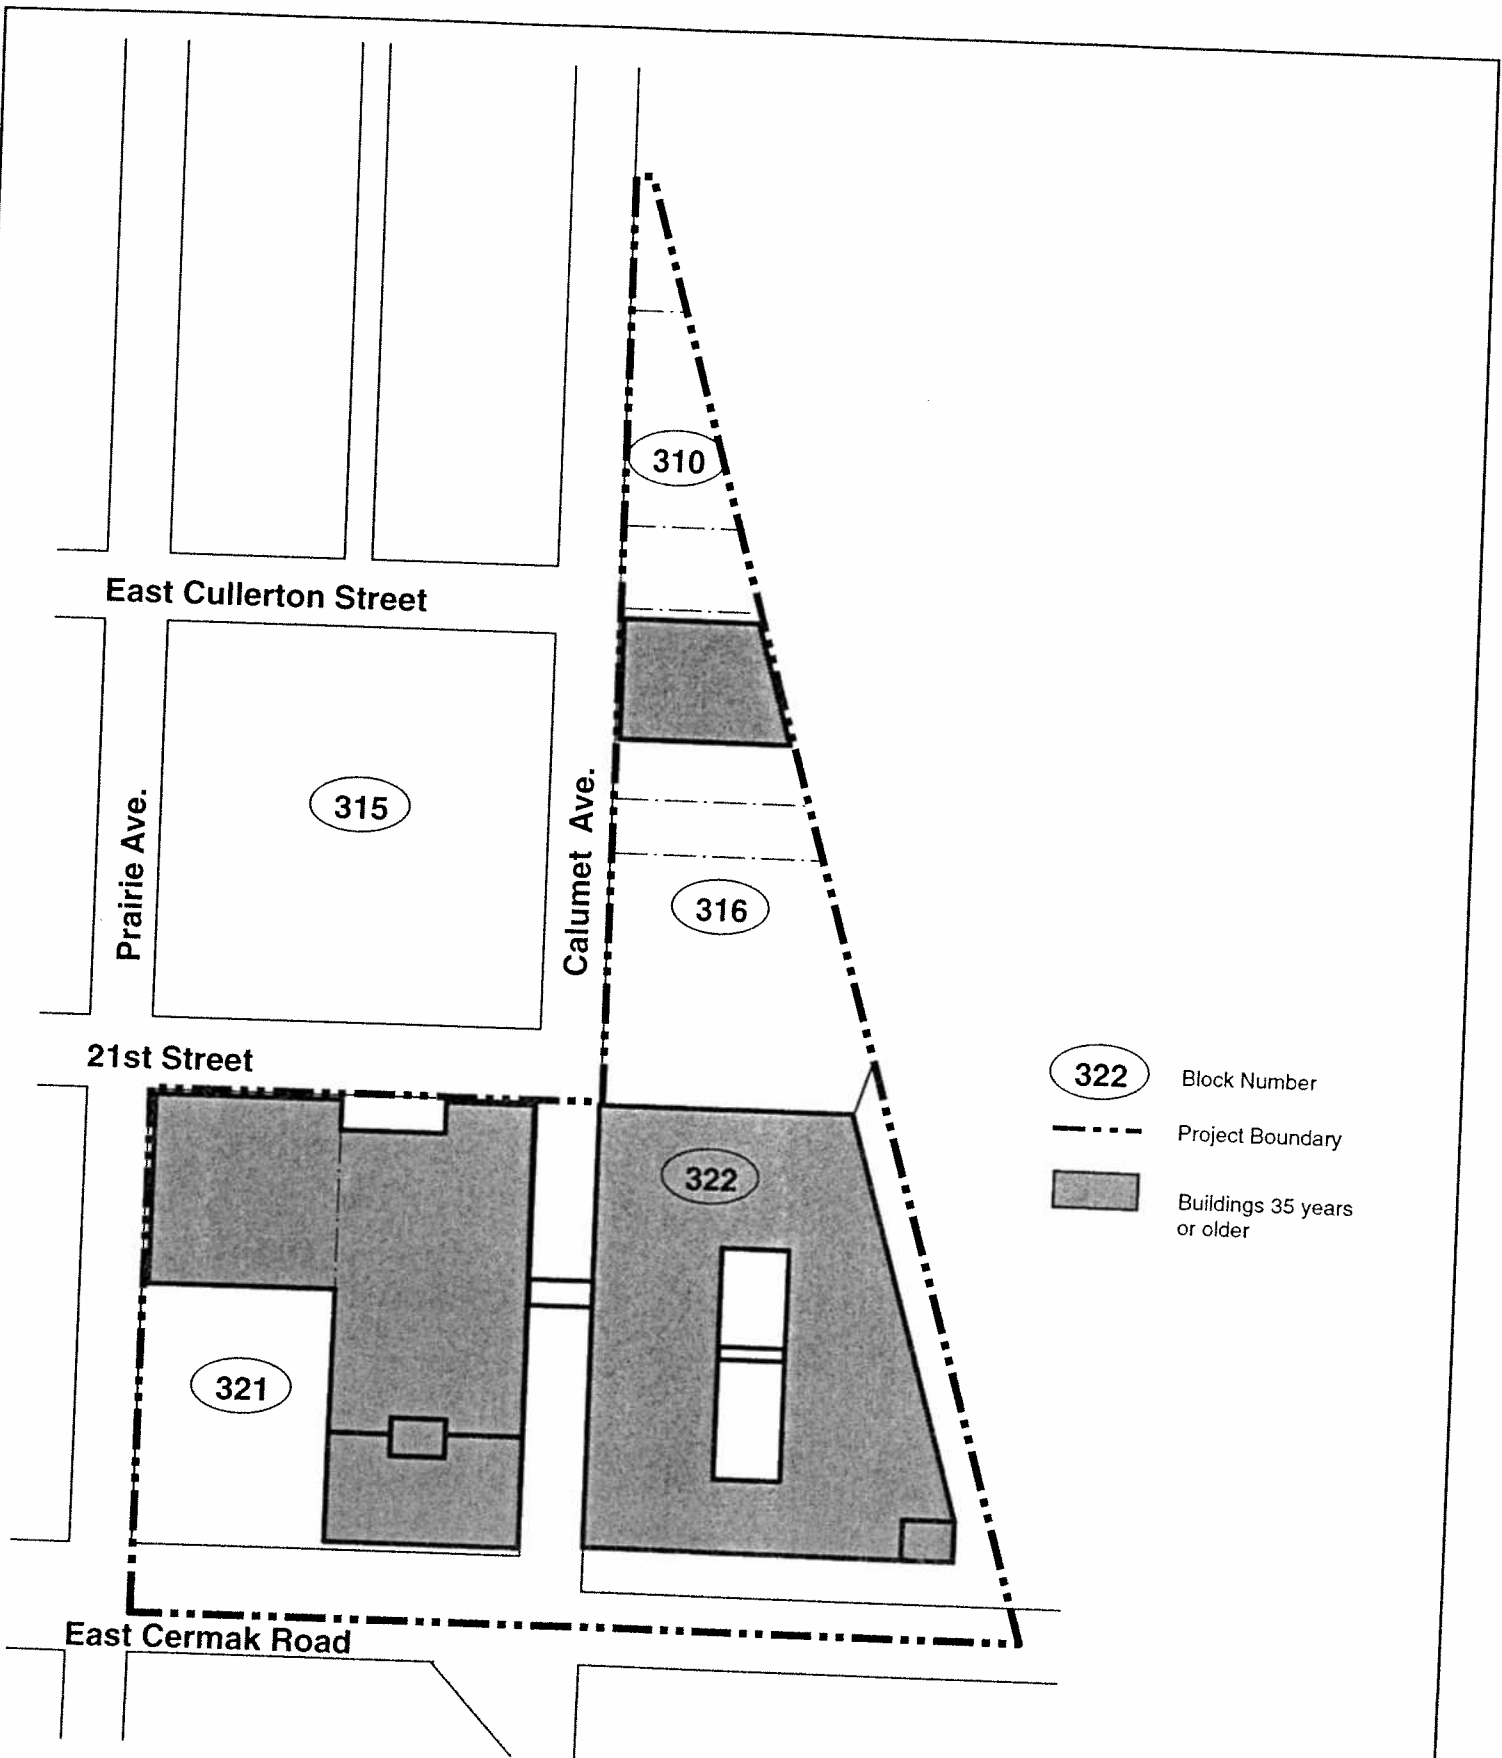 310
East Cullerton Street
315
Prairie Ave.
Calumet Ave.
316
21st Street
322
Block Number
Project Boundary
322
Buildings 35 years
or older
321
East Cermak Road